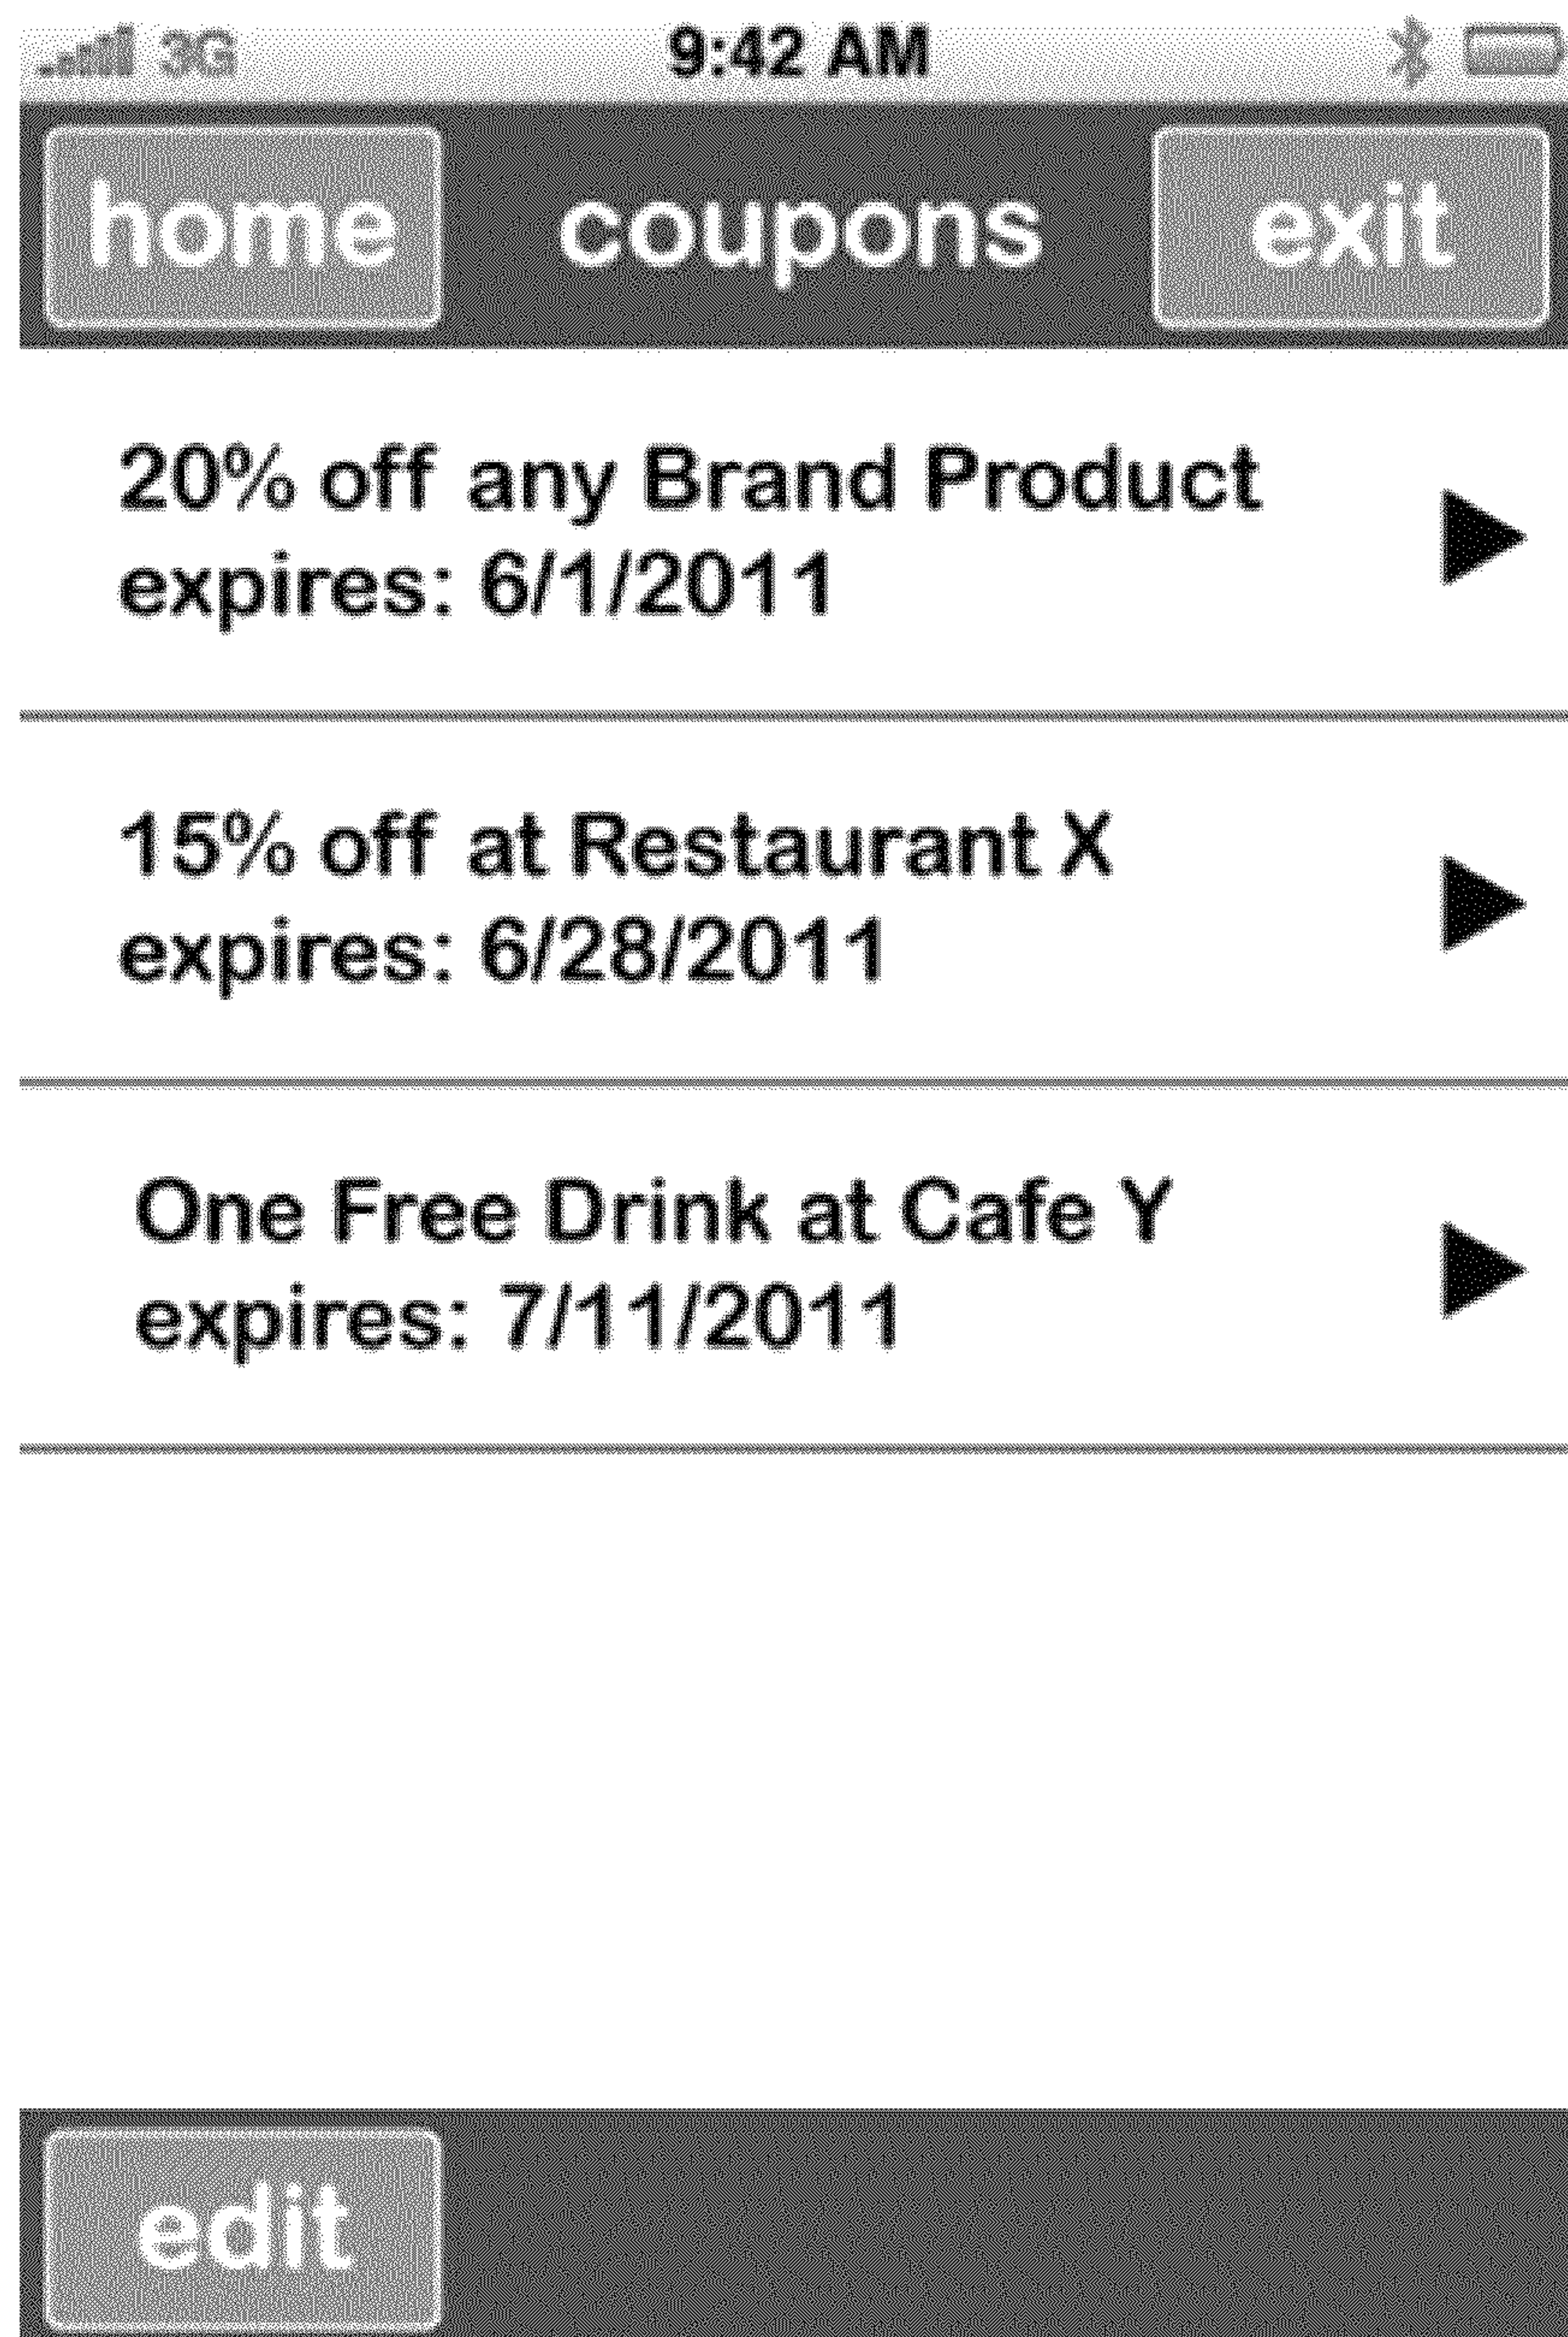 3G 9:42 AM
home coupons exit
20% off any Brand Product
expires: 6/1/2011
15% off at Restaurant X
expires: 6/28/2011
One Free Drink at Cafe Y
expires: 7/11/2011
edit